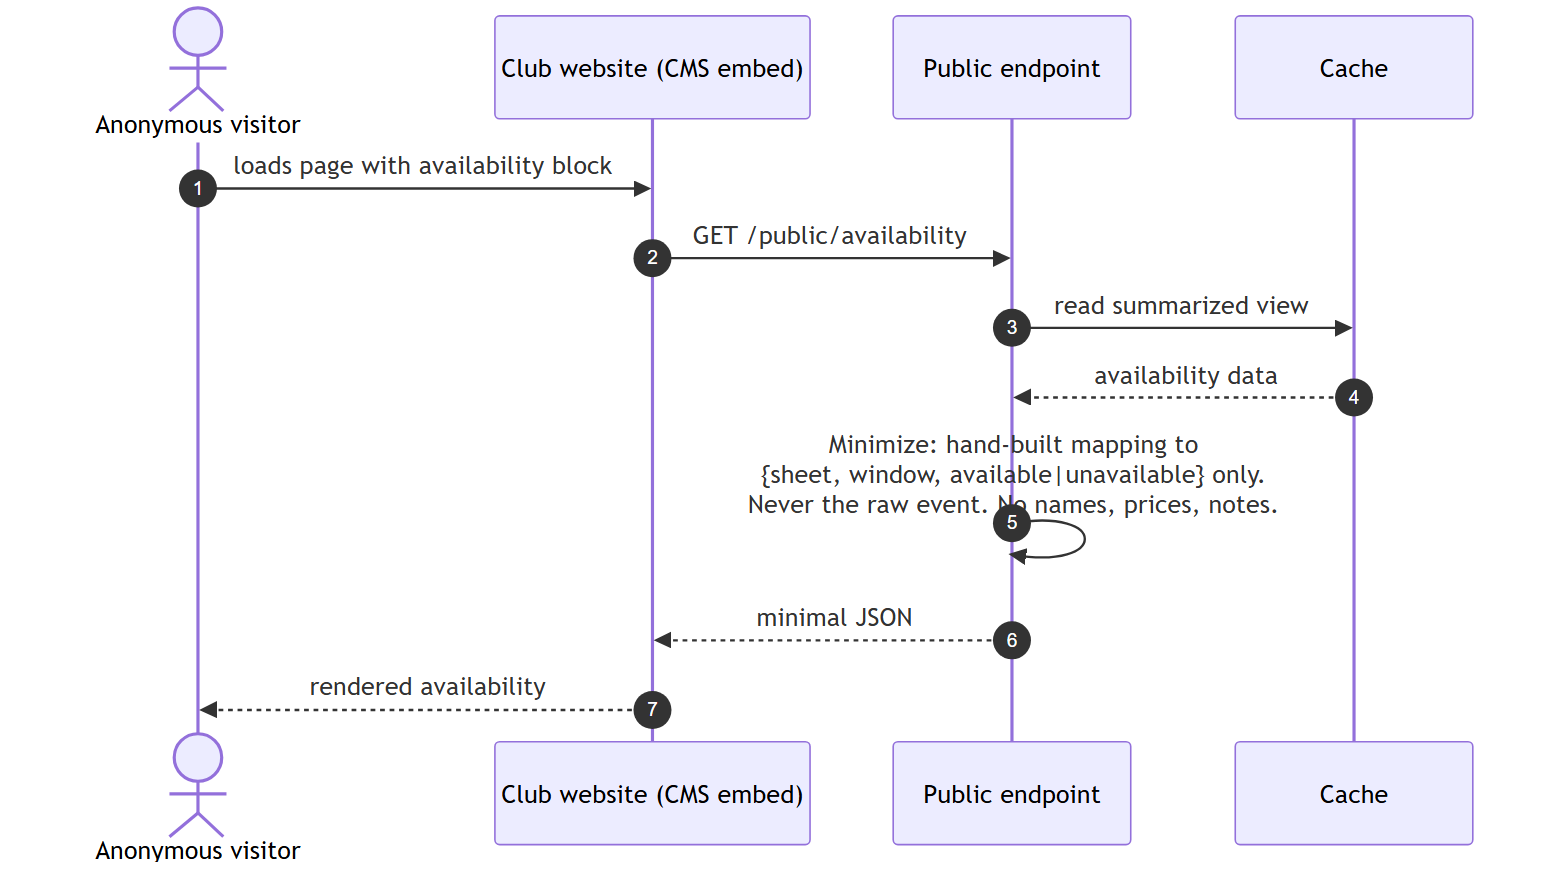 Anonymous visitor
Club website (CMS embed)
Public endpoint
Cache
1
loads page with availability block
2
GET /public/availability
3
read summarized view
availability data
4
Minimize: hand-built mapping to
{sheet, window, available|unavailable} only.
Never the raw event. No names, prices, notes.
5
minimal JSON
6
rendered availability
7
Anonymous visitor
Club website (CMS embed)
Public endpoint
Cache